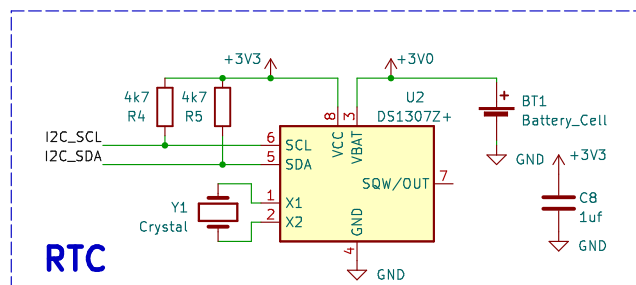 +3V3
+3V0
4k7
4k7
R4
R5
U2
DS1307Z+
BT1
Battery_Cell
I2C_SCL
I2C_SDA
6
5
SCL
SDA
8
3
VCC
VBAT
GND
+3V3
SQW/OUT
7
Y1
Crystal
1
2
X1
X2
GND
C8
1uf
GND
4
GND
RTC